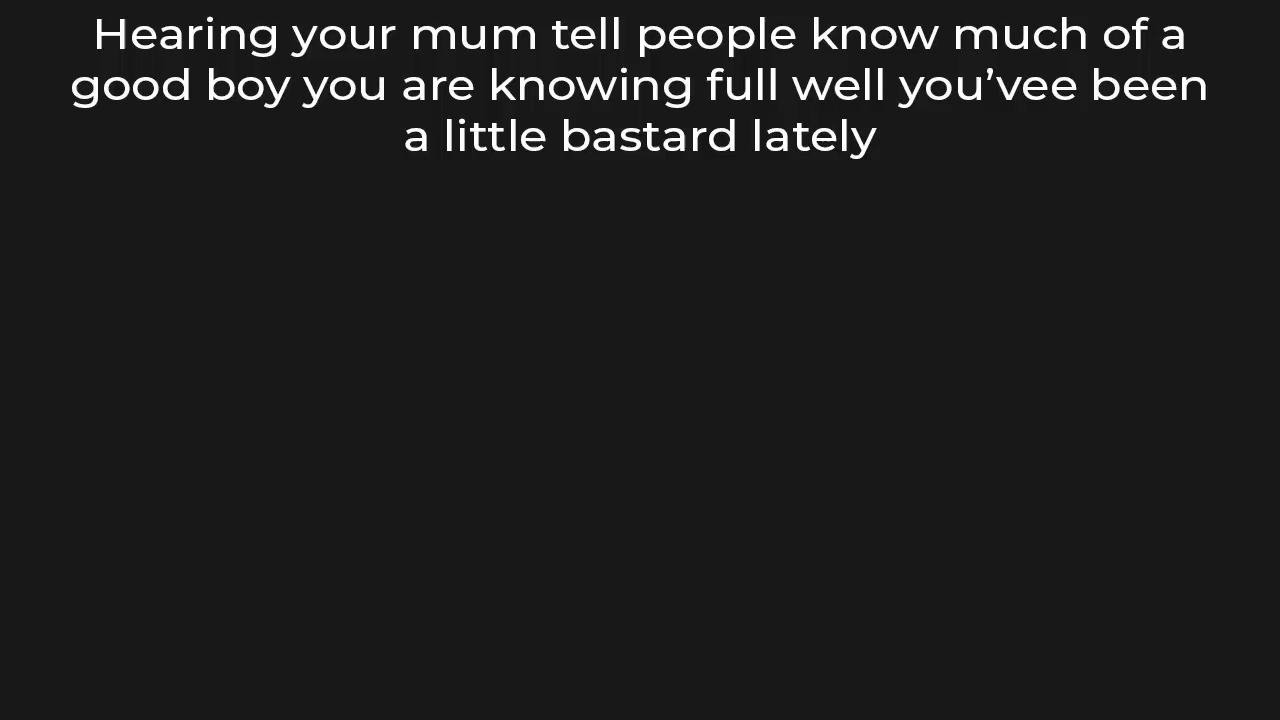 Hearing your mum tell people know much of a
good boy you are knowing full well you’vee been
a little bastard lately